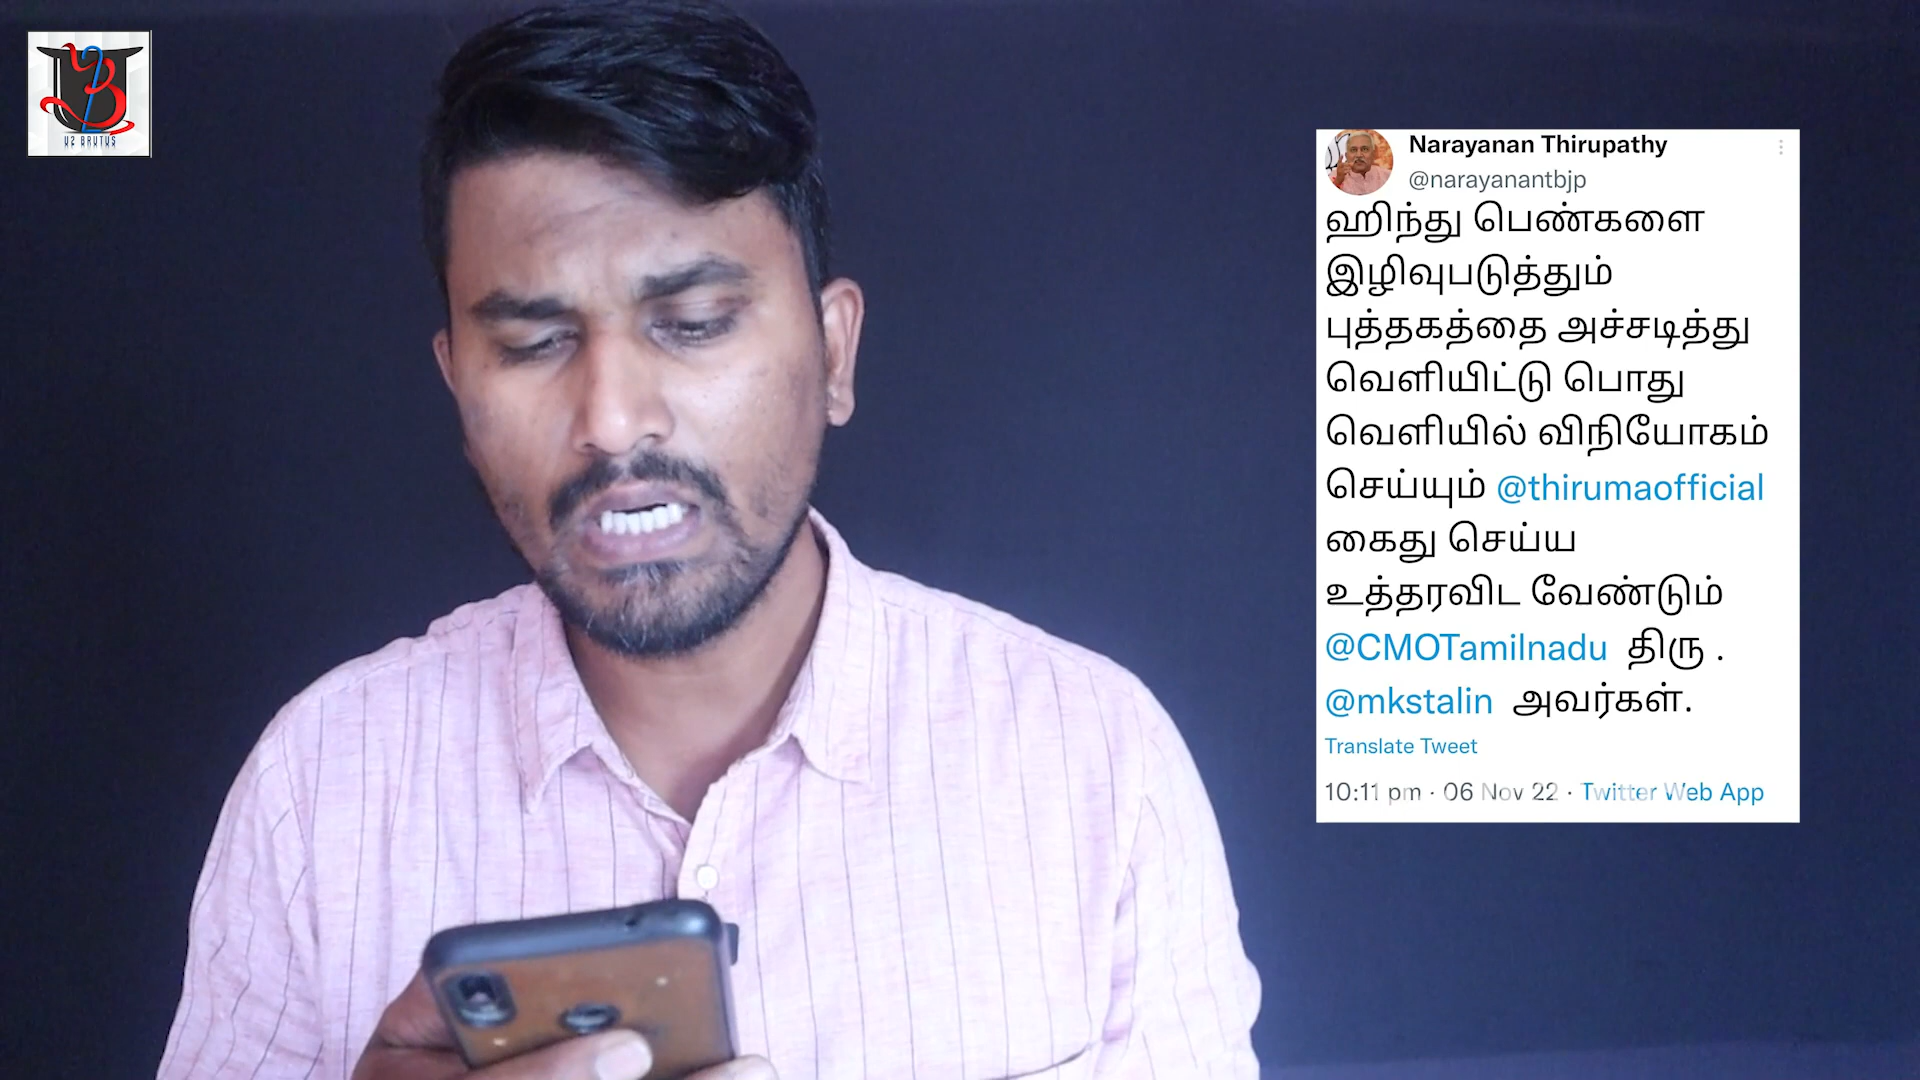 U2 BRUTUS
Narayanan Thirupathy
@narayanantbjp
ஹிந்து பெண்களை
இழிவுபடுத்தும்
புத்தகத்தை அச்சடித்து
வெளியிட்டு பொது
வெளியில் விநியோகம்
செய்யும் @thirumaofficial
கைது செய்ய
உத்தரவிட வேண்டும்
@CMOTamilnadu திரு .
@mkstalin அவர்கள்.
Translate Tweet
10:11 pm · 06 Nov 22 · Twitter Web App